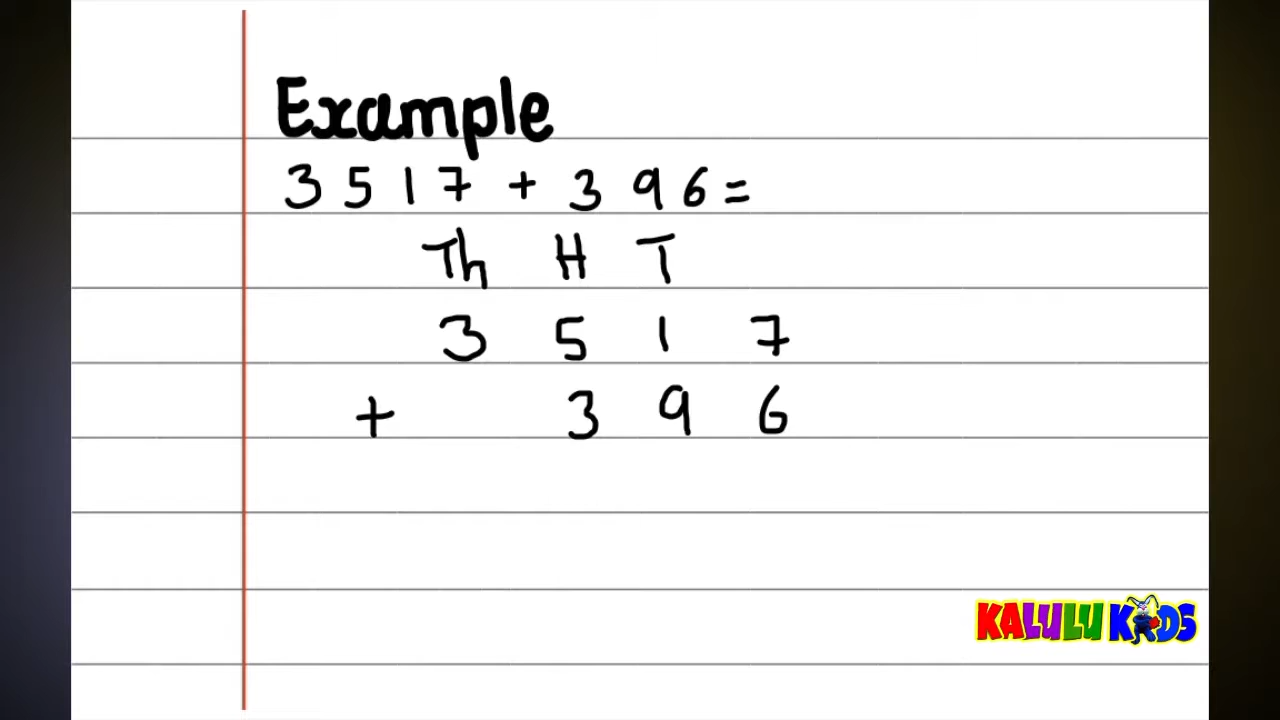 Example
3517 + 396 =
Th H T
3 5 1 7
+ 3 9 6
KALULU KIDS